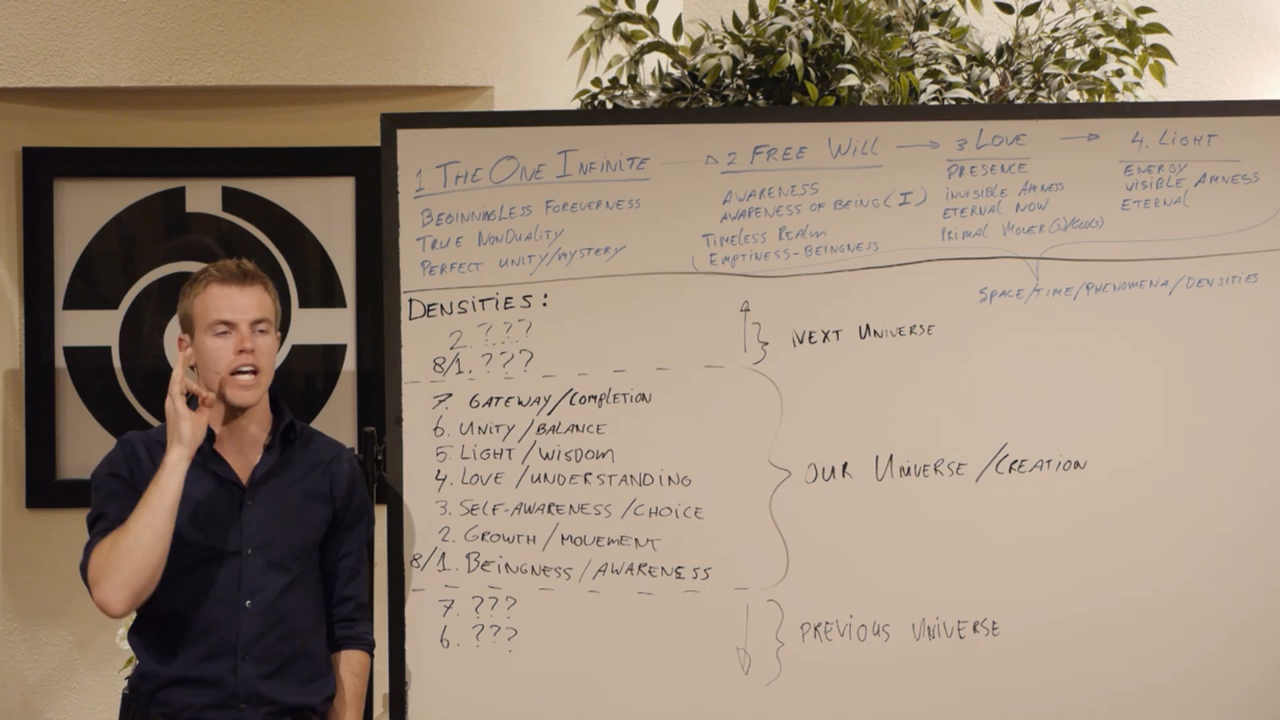 1 THE ONE INFINITE → 2. FREE WILL → 3 LOVE → 4. LIGHT
BEGINNINGLESS FOREVERNESS
TRUE NONDUALITY
PERFECT UNITY/MYSTERY
AWARENESS
AWARENESS OF BEING (I)
TIMELESS REALM
EMPTINESS-BEINGNESS
PRESENCE
INVISIBLE AMNESS
ETERNAL NOW
PRIMAL MOVER(S)/
ENERGY
VISIBLE AMNESS
ETERNAL
SPACE/TIME/PHENOMENA/DENSITIES
DENSITIES:
2. ???
8/1. ???
NEXT UNIVERSE
7. GATEWAY/COMPLETION
6. UNITY/BALANCE
5. LIGHT/WISDOM
4. LOVE/UNDERSTANDING
3. SELF-AWARENESS/CHOICE
2. GROWTH/MOVEMENT
8/1. BEINGNESS/AWARENESS
OUR UNIVERSE/CREATION
7. ???
6. ???
PREVIOUS UNIVERSE